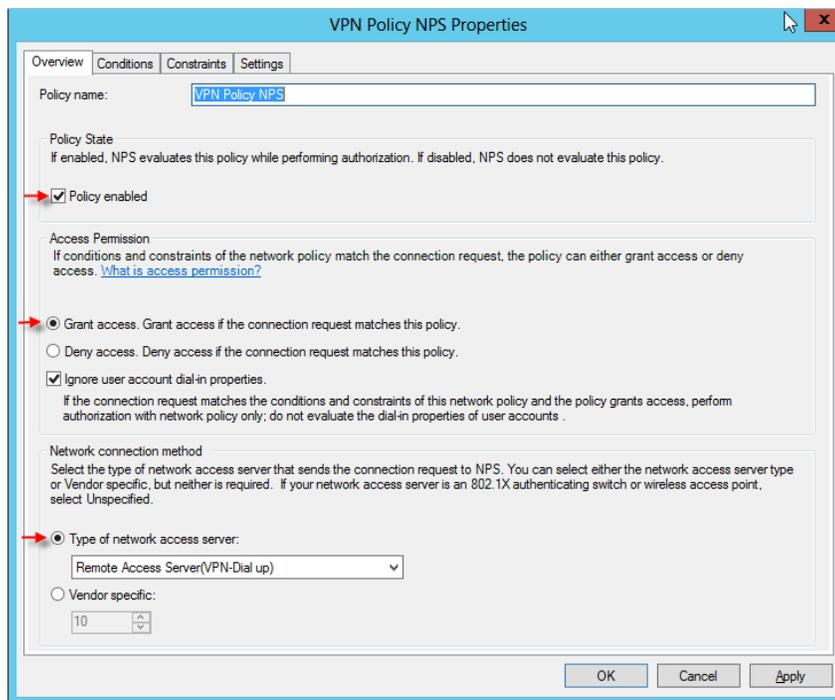 VPN Policy NPS Properties
x
Overview Conditions Constraints Settings
Policy name: VPN Policy NPS
Policy State
If enabled, NPS evaluates this policy while performing authorization. If disabled, NPS does not evaluate this policy.
Policy enabled
Access Permission
If conditions and constraints of the network policy match the connection request, the policy can either grant access or deny
access. What is access permission?
Grant access. Grant access if the connection request matches this policy.
Deny access. Deny access if the connection request matches this policy.
Ignore user account dial-in properties.
If the connection request matches the conditions and constraints of this network policy and the policy grants access, perform
authorization with network policy only; do not evaluate the dial-in properties of user accounts .
Network connection method
Select the type of network access server that sends the connection request to NPS. You can select either the network access server type
or Vendor specific, but neither is required. If your network access server is an 802.1X authenticating switch or wireless access point,
select Unspecified.
Type of network access server:
Remote Access Server(VPN-Dial up)
Vendor specific:
10
OK Cancel Apply